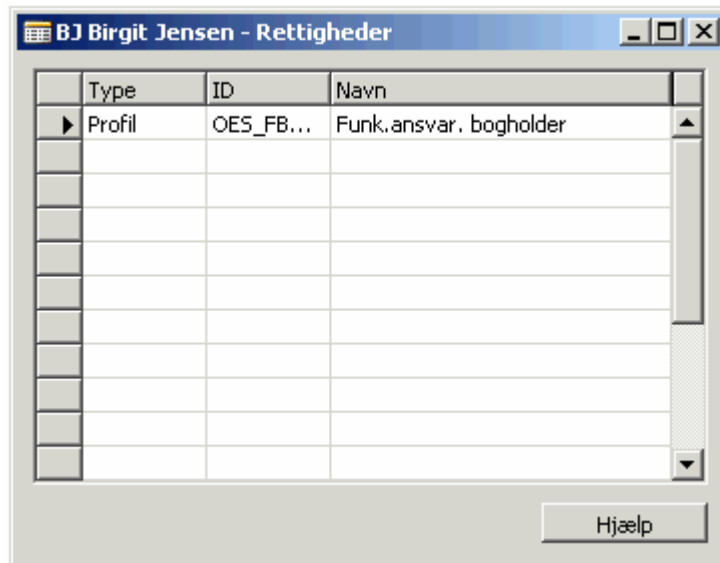 BJ Birgit Jensen - Rettigheder
Type ID Navn
Profil OES_FB... Funk.ansvar. bogholder
Hjælp